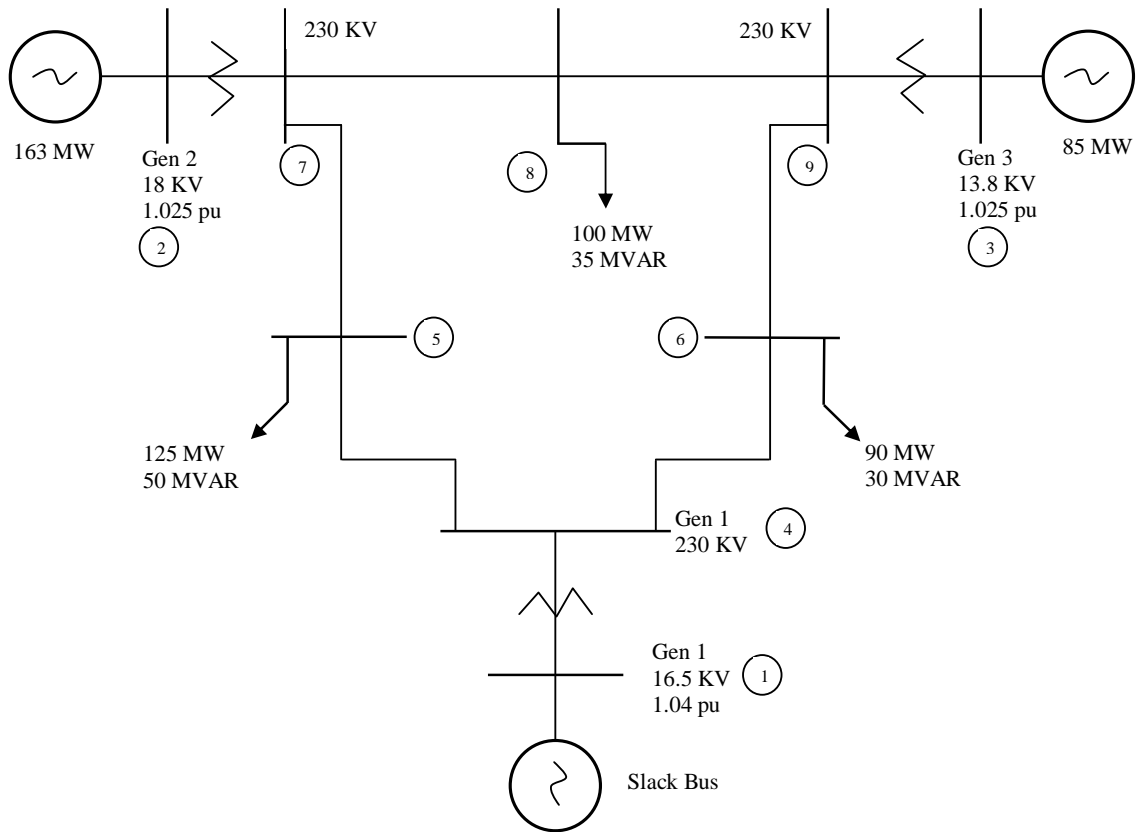 230 KV
230 KV
163 MW
Gen 2
18 KV
1.025 pu
2
7
8
100 MW
35 MVAR
9
Gen 3
13.8 KV
1.025 pu
3
85 MW
5
6
125 MW
50 MVAR
90 MW
30 MVAR
Gen 1
230 KV
4
Gen 1
16.5 KV
1.04 pu
1
Slack Bus